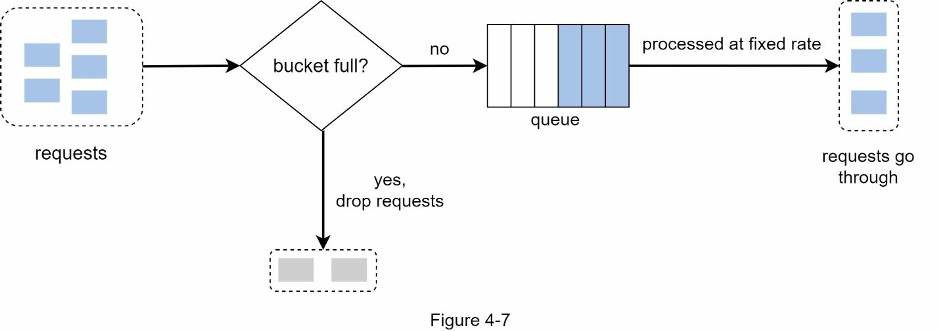 requests
bucket full?
no
queue
processed at fixed rate
requests go
through
yes,
drop requests
Figure 4-7